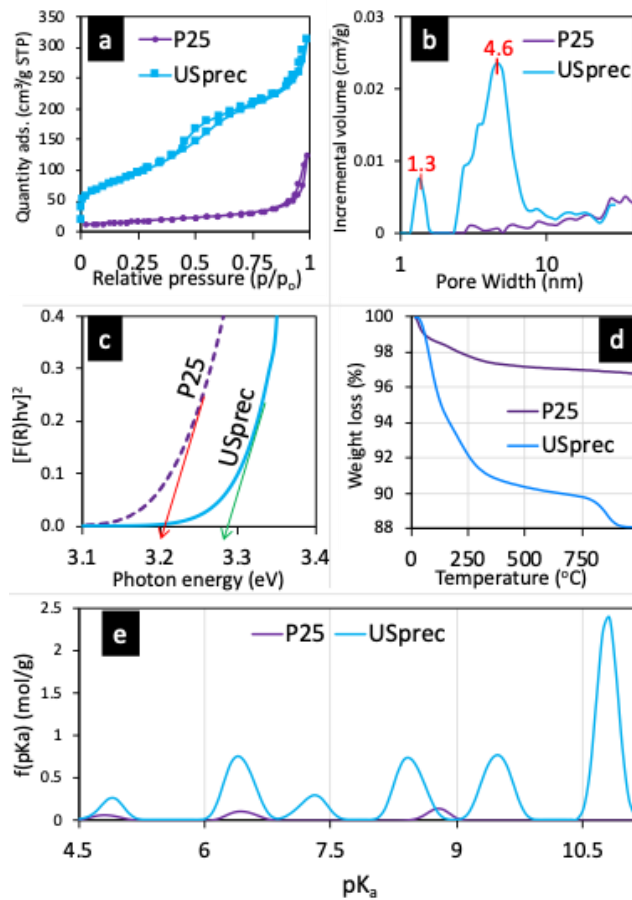 a
P25
USprec
Quantity ads. (cm³/g STP)
350
300
250
200
150
100
50
0
0 0.25 0.5 0.75 1
Relative pressure (p/pₒ)
b
P25
USprec
4.6
1.3
Incremental volume (cm³/g)
0.03
0.02
0.01
0
1 10
Pore Width (nm)
c
P25
USprec
[F(R)hv]²
0.4
0.3
0.2
0.1
0.0
3.1 3.2 3.3 3.4
Photon energy (eV)
d
P25
USprec
Weight loss (%)
100
98
96
94
92
90
88
0 250 500 750
Temperature (°C)
e
P25 USprec
f(pKa) (mol/g)
2.5
2
1.5
1
0.5
0
4.5 6 7.5 9 10.5
pKₐ